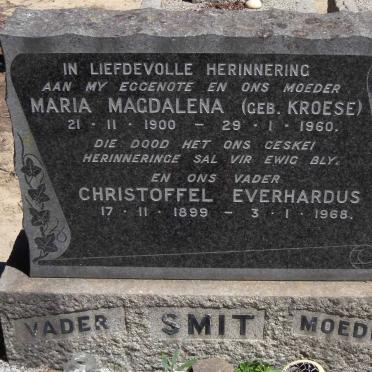 IN LIEFDEVOLLE HERINNERING
AAN MY EGGENOTE EN ONS MOEDER
MARIA MAGDALENA (GEB. KROESE)
21 · 11 · 1900 — 29 · 1 · 1960.
DIE DOOD HET ONS GESKEI
HERINNERINGE SAL VIR EWIG BLY.
EN ONS VADER
CHRISTOFFEL EVERHARDUS
17 · 11 · 1899 — 3 · 1 · 1968.
VADER SMIT MOEDE